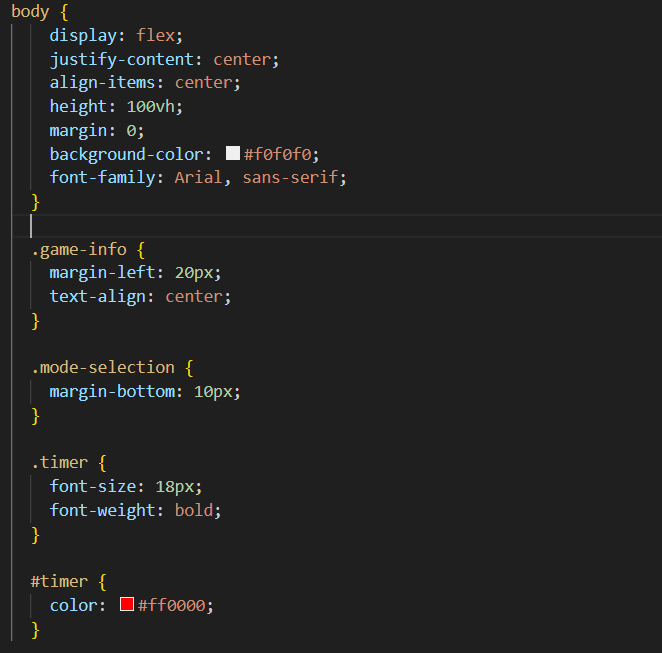 body {
display: flex;
justify-content: center;
align-items: center;
height: 100vh;
margin: 0;
background-color: #f0f0f0;
font-family: Arial, sans-serif;
}
.game-info {
margin-left: 20px;
text-align: center;
}
.mode-selection {
margin-bottom: 10px;
}
.timer {
font-size: 18px;
font-weight: bold;
}
#timer {
color: #ff0000;
}